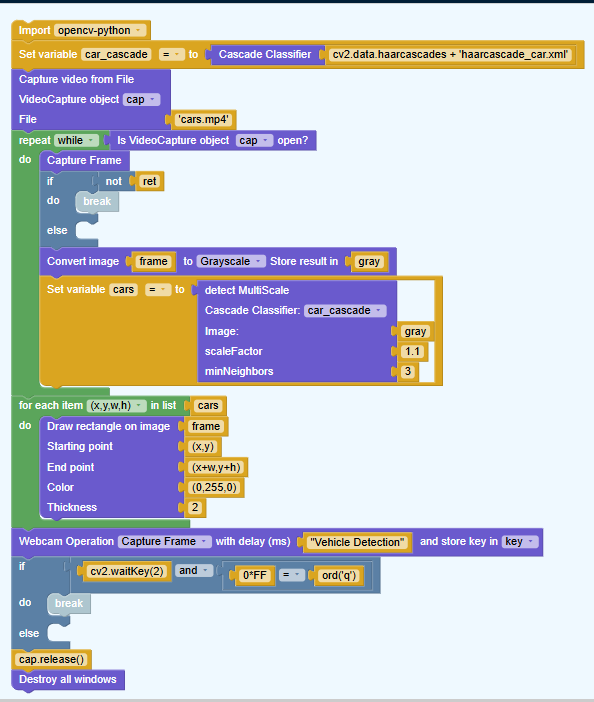 Import opencv-python
Set variable car_cascade = to Cascade Classifier cv2.data.haarcascades + 'haarcascade_car.xml'
Capture video from File
VideoCapture object cap
File 'cars.mp4'
repeat while Is VideoCapture object cap open?
do Capture Frame
if not ret
do break
else
Convert image frame to Grayscale Store result in gray
Set variable cars = to detect MultiScale
Cascade Classifier: car_cascade
Image: gray
scaleFactor 1.1
minNeighbors 3
for each item (x,y,w,h) in list cars
do Draw rectangle on image frame
Starting point (x,y)
End point (x+w,y+h)
Color (0,255,0)
Thickness 2
Webcam Operation Capture Frame with delay (ms) "Vehicle Detection" and store key in key
if cv2.waitKey(2) and 0*FF = ord('q')
do break
else
cap.release()
Destroy all windows